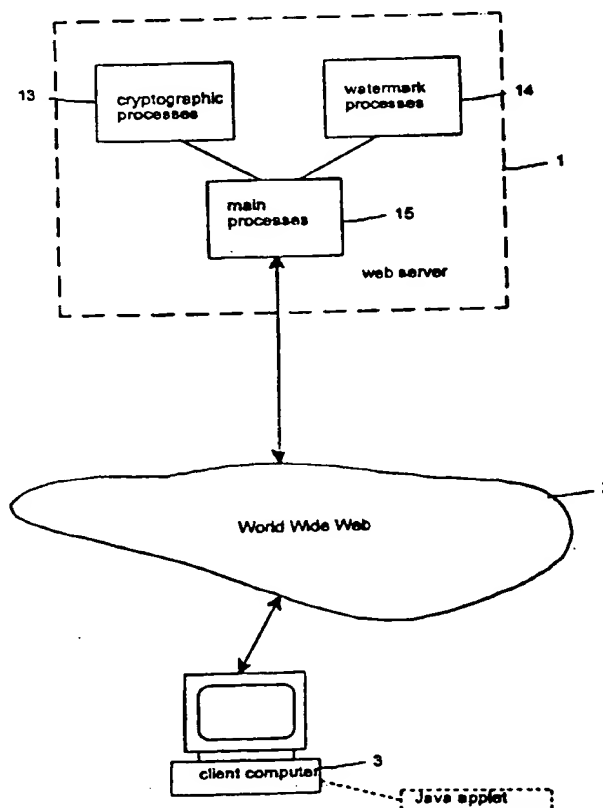 13
cryptographic
processes
watermark
processes
14
1
main
processes
15
web server
World Wide Web
client computer
3
Java applet